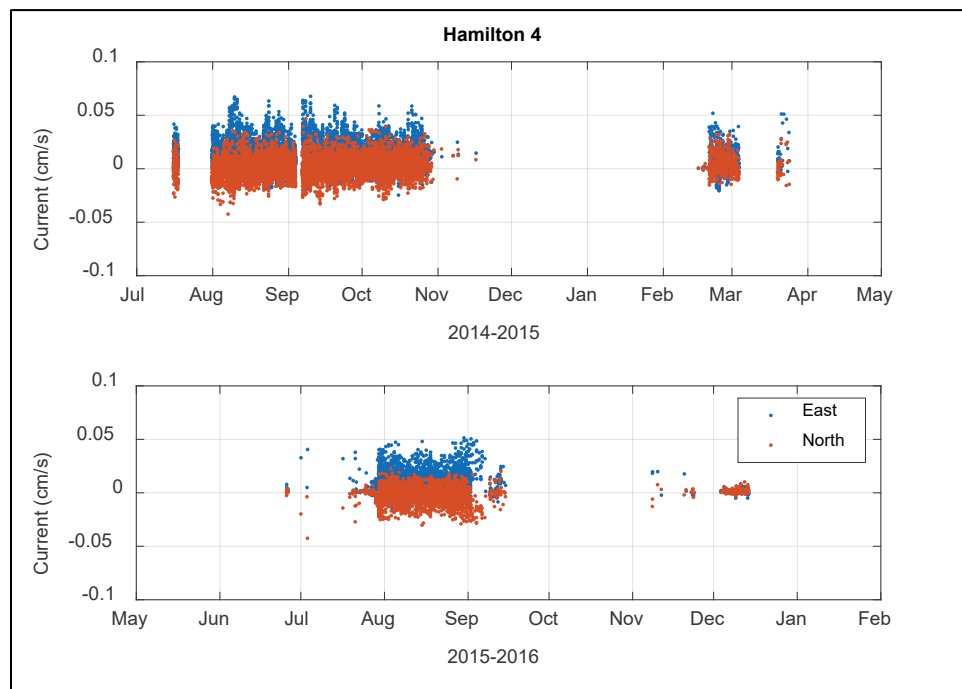 Hamilton 4
0.1
0.05
0
-0.05
-0.1
Current (cm/s)
Jul Aug Sep Oct Nov Dec Jan Feb Mar Apr May
2014-2015
0.1
0.05
0
-0.05
-0.1
Current (cm/s)
East
North
May Jun Jul Aug Sep Oct Nov Dec Jan Feb
2015-2016